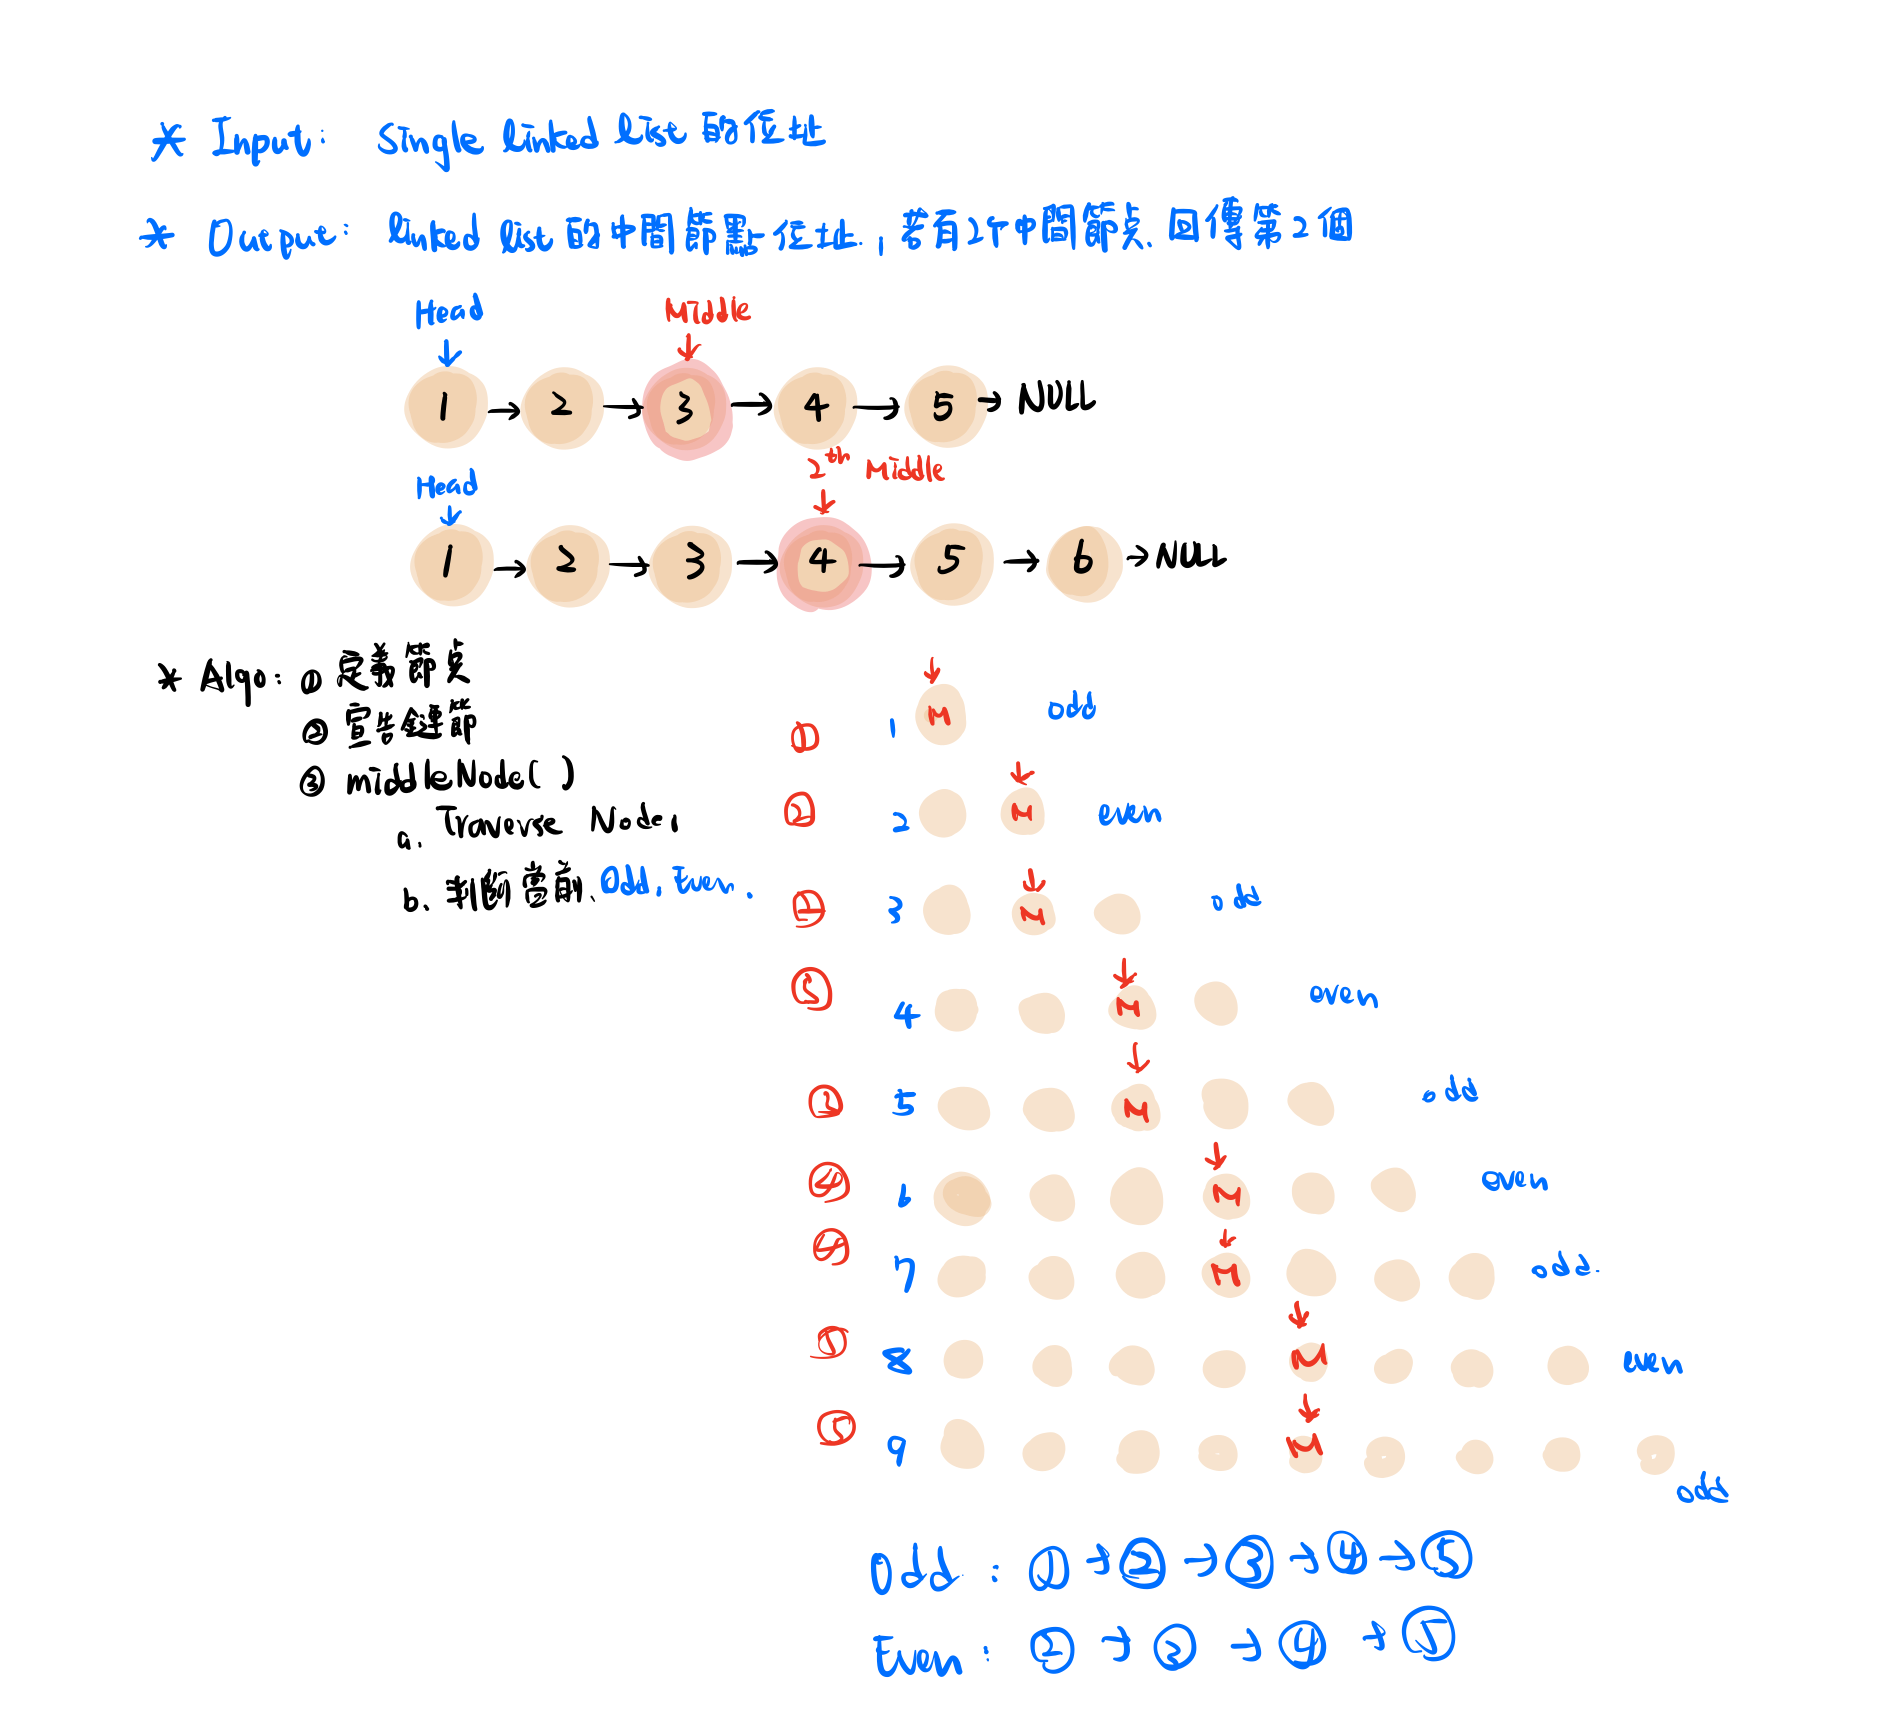 * Input: Single linked list 的位址
* Output: linked list 的中間節點位址, 若有2个中間節点、回傳第2個
Head Middle
1 → 2 → 3 → 4 → 5 → NULL
Head 2th Middle
1 → 2 → 3 → 4 → 5 → 6 → NULL
* Algo: ① 定義節点
② 宣告鏈節
③ middleNode( )
a. Traverse Node,
b. 判斷當前、Odd, Even.
① 1 M odd
② 2 M even
② 3 M odd
③ 4 M even
③ 5 M odd
④ 6 M even
④ 7 M odd.
⑤ 8 M even
⑤ 9 M odd
Odd : ① → ② → ③ → ④ → ⑤
Even : ② → ③ → ④ → ⑤